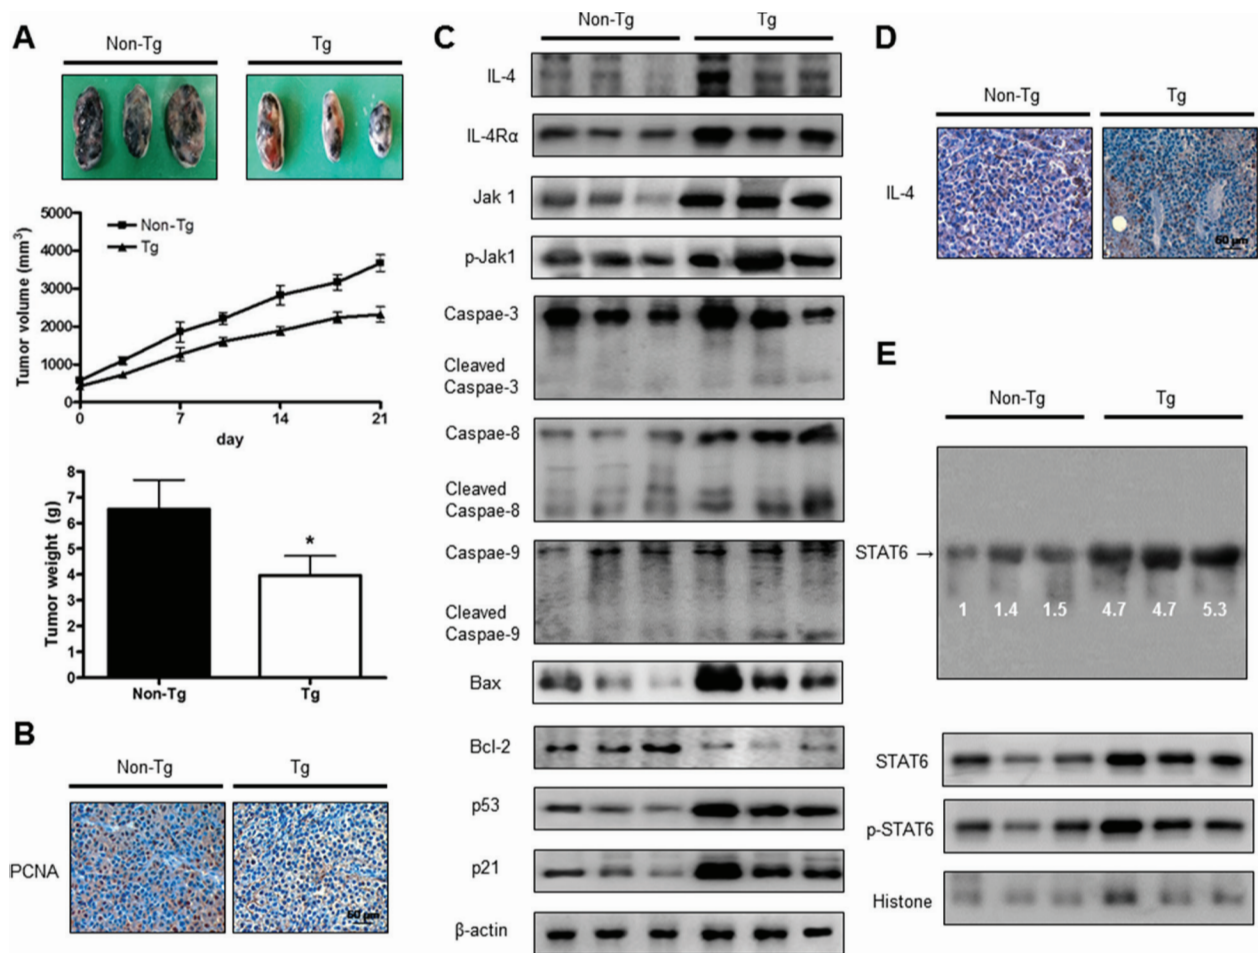 A
Non-Tg Tg
5000
4000
3000
2000
1000
0
Tumor volume (mm³)
Non-Tg
Tg
0 7 14 21
day
8
7
6
5
4
3
2
1
0
Tumor weight (g)
*
Non-Tg Tg
B
Non-Tg Tg
PCNA
60 μm
C
Non-Tg Tg
IL-4
IL-4Rα
Jak 1
p-Jak1
Caspae-3
Cleaved
Caspae-3
Caspae-8
Cleaved
Caspae-8
Caspae-9
Cleaved
Caspae-9
Bax
Bcl-2
p53
p21
β-actin
D
Non-Tg Tg
IL-4
60 μm
E
Non-Tg Tg
STAT6 →
1 1.4 1.5 4.7 4.7 5.3
STAT6
p-STAT6
Histone